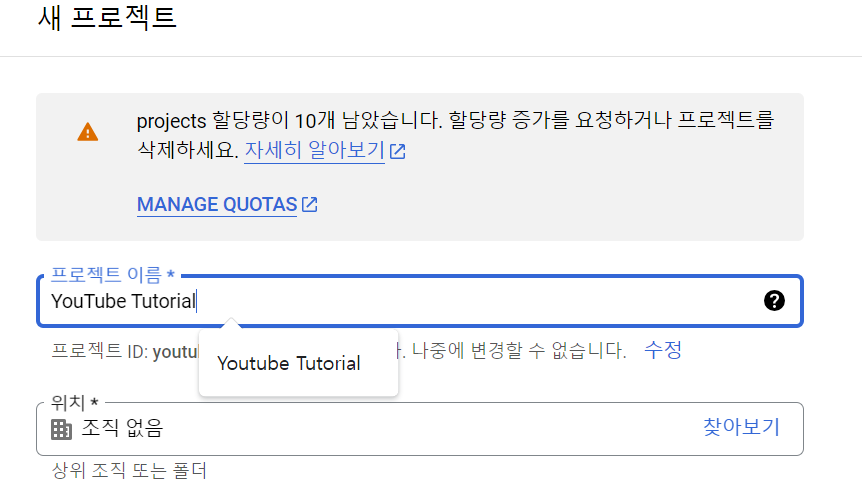 새 프로젝트
projects 할당량이 10개 남았습니다. 할당량 증가를 요청하거나 프로젝트를
삭제하세요. 자세히 알아보기
MANAGE QUOTAS
프로젝트 이름 *
YouTube Tutorial
프로젝트 ID: 나중에 변경할 수 없습니다. 수정
Youtube Tutorial
위치 *
조직 없음 찾아보기
상위 조직 또는 폴더